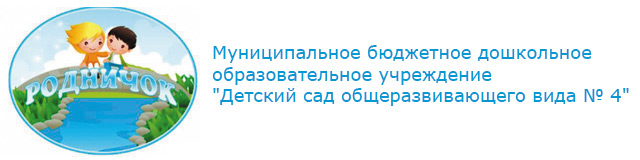 РОДНИЧОК
Муниципальное бюджетное дошкольное
образовательное учреждение
"Детский сад общеразвивающего вида № 4"